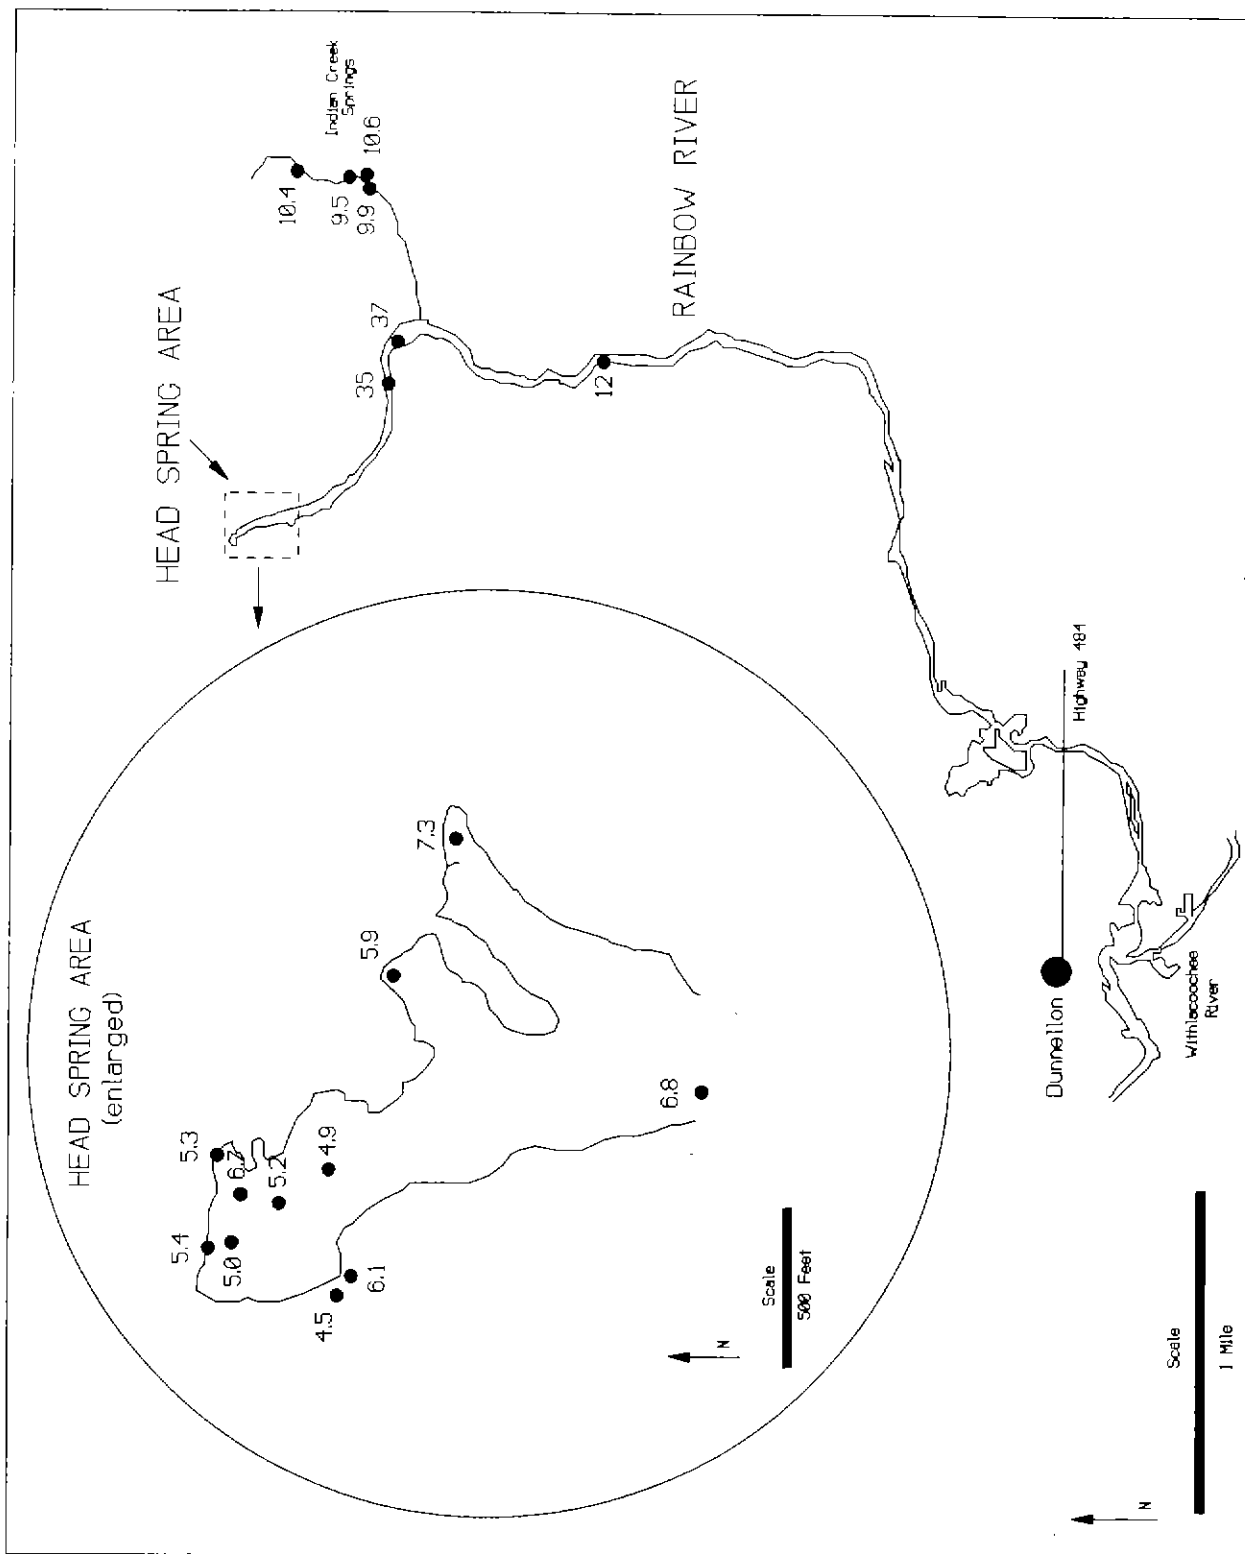 HEAD SPRING AREA
(enlarged)
5.4
5.0
5.3
6.7
5.2
4.9
4.5
6.1
5.9
7.3
6.8
Scale
500 Feet
N
HEAD SPRING AREA
Indian Creek
Springs
10.4
9.5
9.9
10.6
35
37
12
RAINBOW RIVER
Highway 484
Dunnellon
Withlacoochee
River
Scale
1 Mile
N